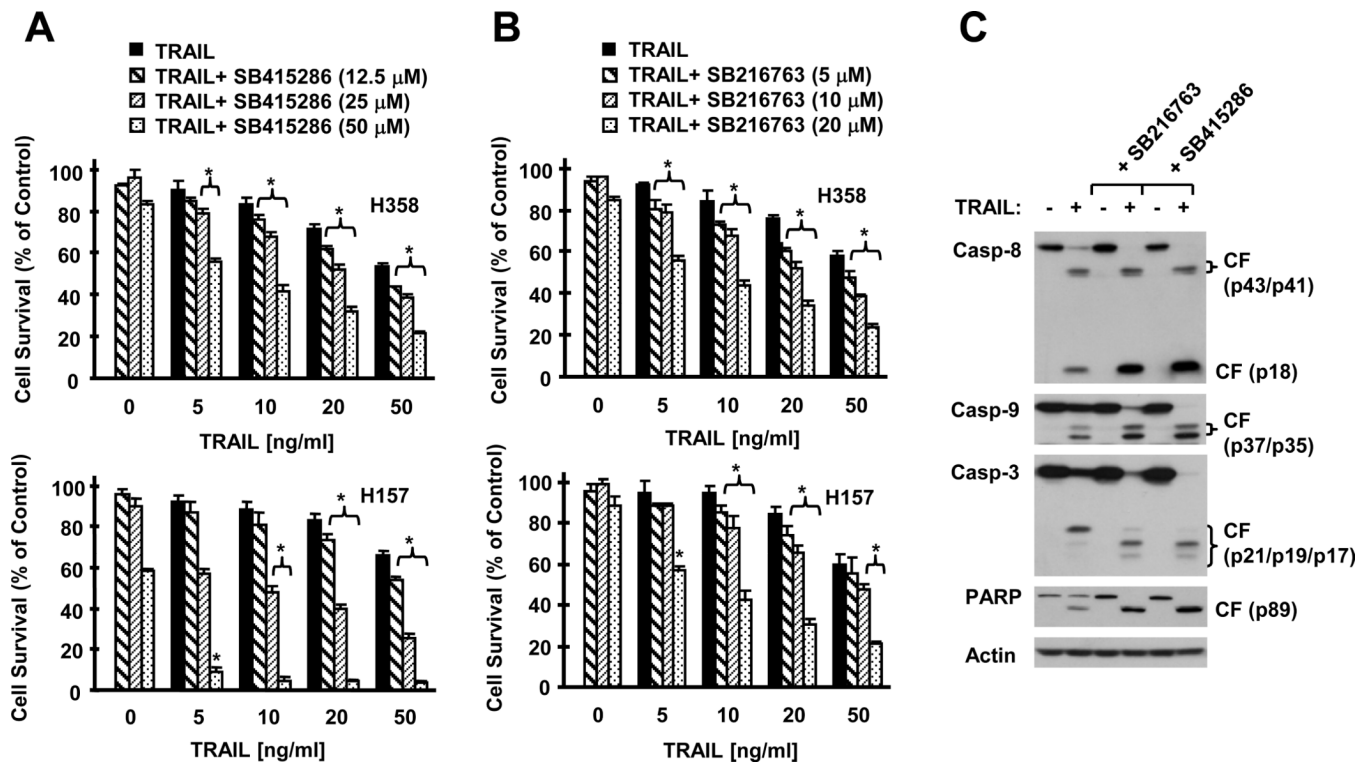 A
TRAIL
TRAIL+ SB415286 (12.5 μM)
TRAIL+ SB415286 (25 μM)
TRAIL+ SB415286 (50 μM)
Cell Survival (% of Control)
100
80
60
40
20
0
* * * *
H358
0 5 10 20 50
TRAIL [ng/ml]
Cell Survival (% of Control)
100
80
60
40
20
0
* * * *
H157
0 5 10 20 50
TRAIL [ng/ml]
B
TRAIL
TRAIL+ SB216763 (5 μM)
TRAIL+ SB216763 (10 μM)
TRAIL+ SB216763 (20 μM)
Cell Survival (% of Control)
100
80
60
40
20
0
* * * *
H358
0 5 10 20 50
TRAIL [ng/ml]
Cell Survival (% of Control)
100
80
60
40
20
0
* * * *
H157
0 5 10 20 50
TRAIL [ng/ml]
C
+ SB216763
+ SB415286
TRAIL: - + - + - +
Casp-8
CF
(p43/p41)
CF (p18)
Casp-9
CF
(p37/p35)
Casp-3
CF
(p21/p19/p17)
PARP
CF (p89)
Actin